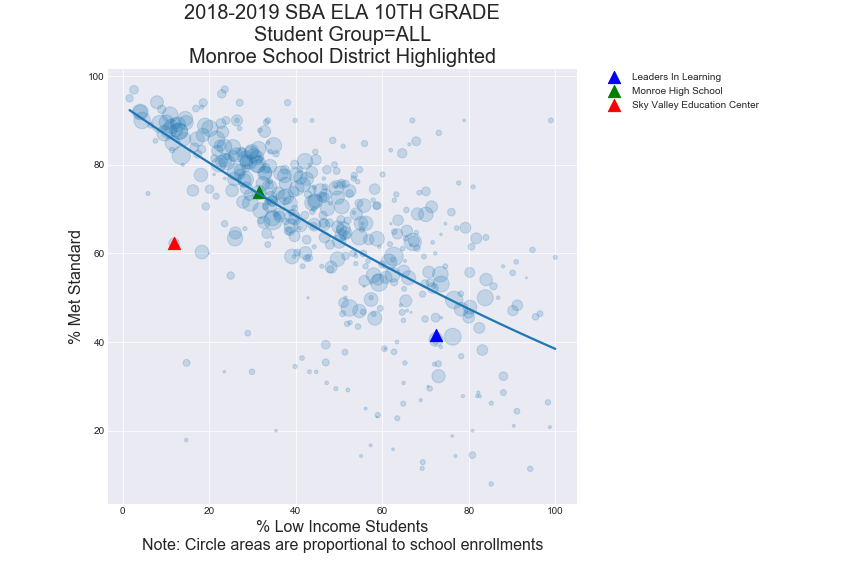 2018-2019 SBA ELA 10TH GRADE
Student Group=ALL
Monroe School District Highlighted
Leaders In Learning
Monroe High School
Sky Valley Education Center
% Met Standard
100
80
60
40
20
0 20 40 60 80 100
% Low Income Students
Note: Circle areas are proportional to school enrollments